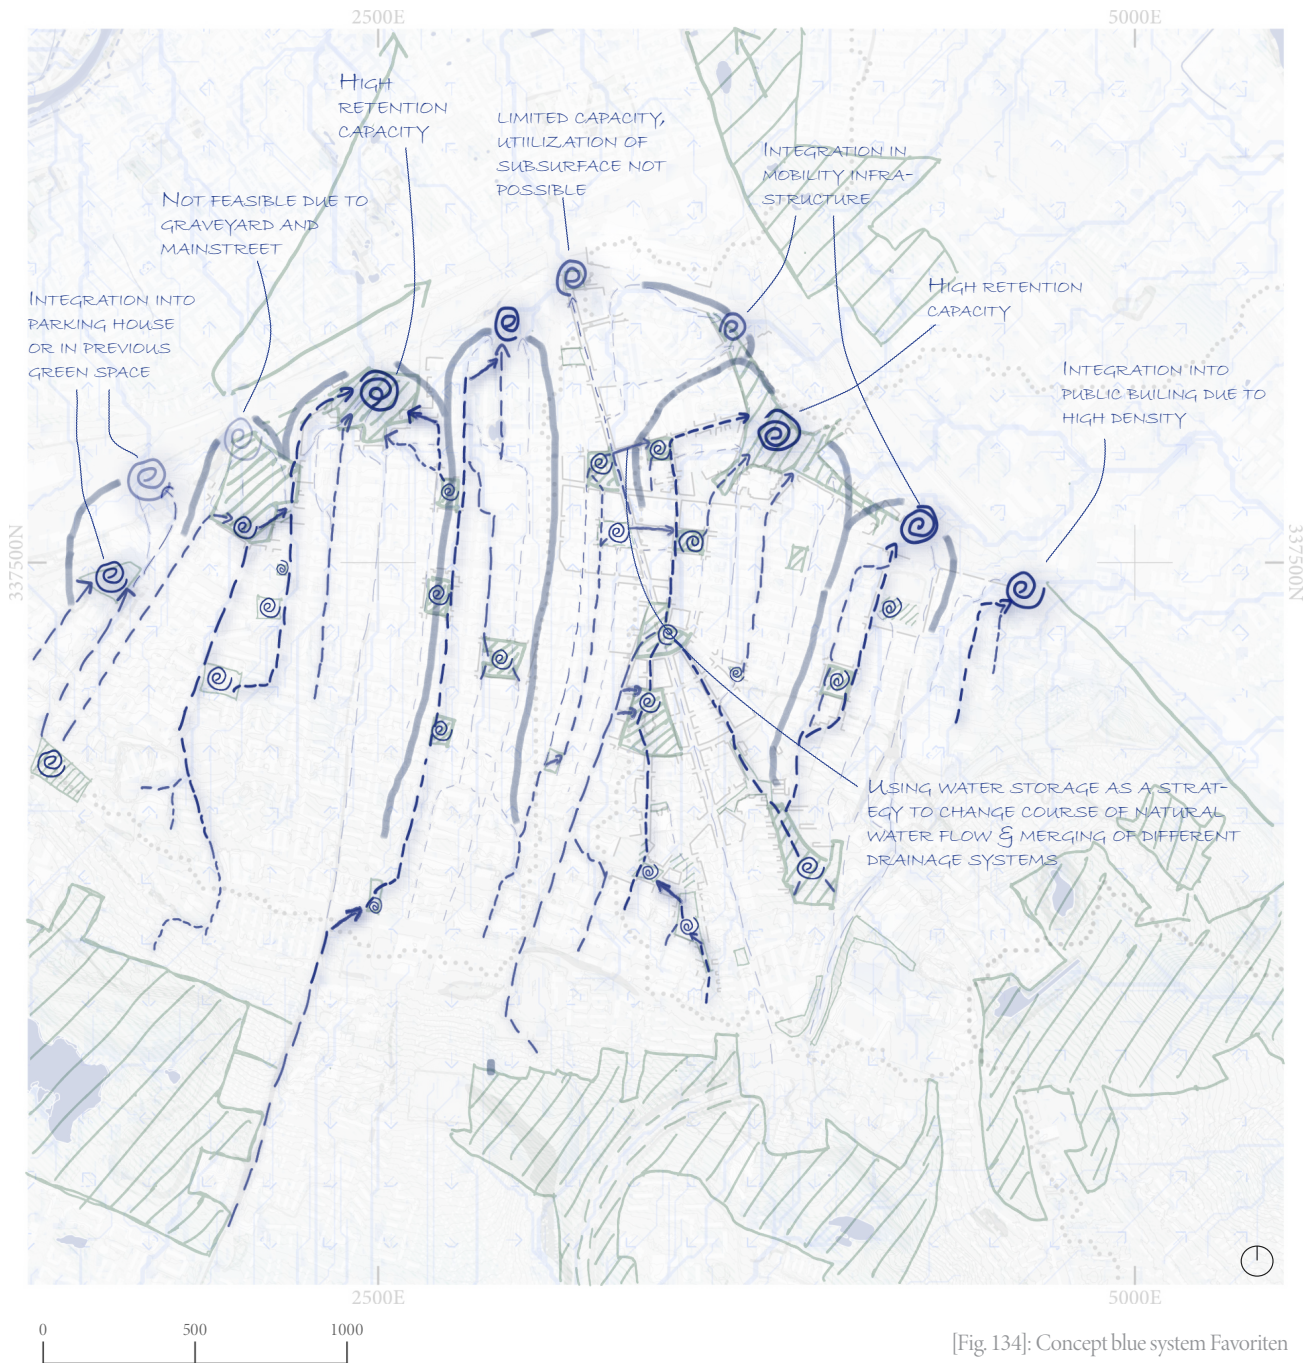 2500E
5000E
HIGH
RETENTION
CAPACITY
LIMITED CAPACITY,
UTIILIZATION OF
SUBSURFACE NOT
POSSIBLE
INTEGRATION IN
MOBILITY INFRA-
STRUCTURE
NOT FEASIBLE DUE TO
GRAVEYARD AND
MAINSTREET
INTEGRATION INTO
PARKING HOUSE
OR IN PREVIOUS
GREEN SPACE
HIGH RETENTION
CAPACITY
INTEGRATION INTO
PUBLIC BUILING DUE TO
HIGH DENSITY
337500N
337500N
USING WATER STORAGE AS A STRAT-
EGY TO CHANGE COURSE OF NATURAL
WATER FLOW & MERGING OF DIFFERENT
DRAINAGE SYSTEMS
2500E
5000E
0 500 1000
[Fig. 134]: Concept blue system Favoriten